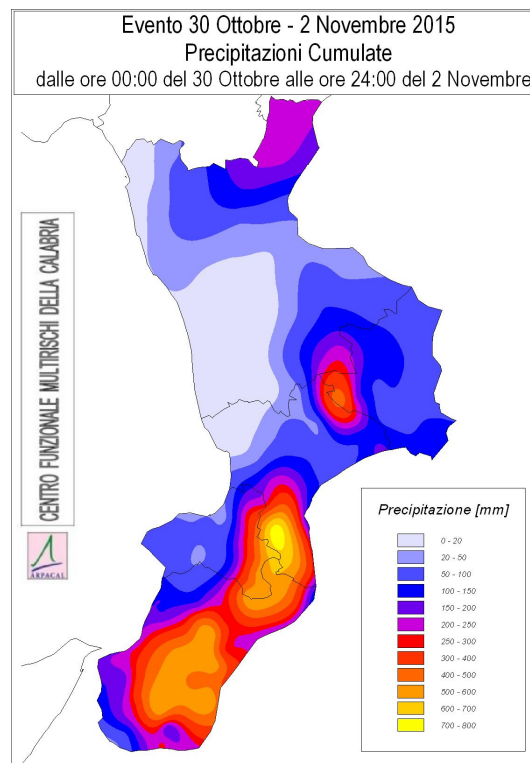 Evento 30 Ottobre - 2 Novembre 2015
Precipitazioni Cumulate
dalle ore 00:00 del 30 Ottobre alle ore 24:00 del 2 Novembre
CENTRO FUNZIONALE MULTIRISCHI DELLA CALABRIA
ARPACAL
Precipitazione [mm]
0 - 20
20 - 50
50 - 100
100 - 150
150 - 200
200 - 250
250 - 300
300 - 400
400 - 500
500 - 600
600 - 700
700 - 800